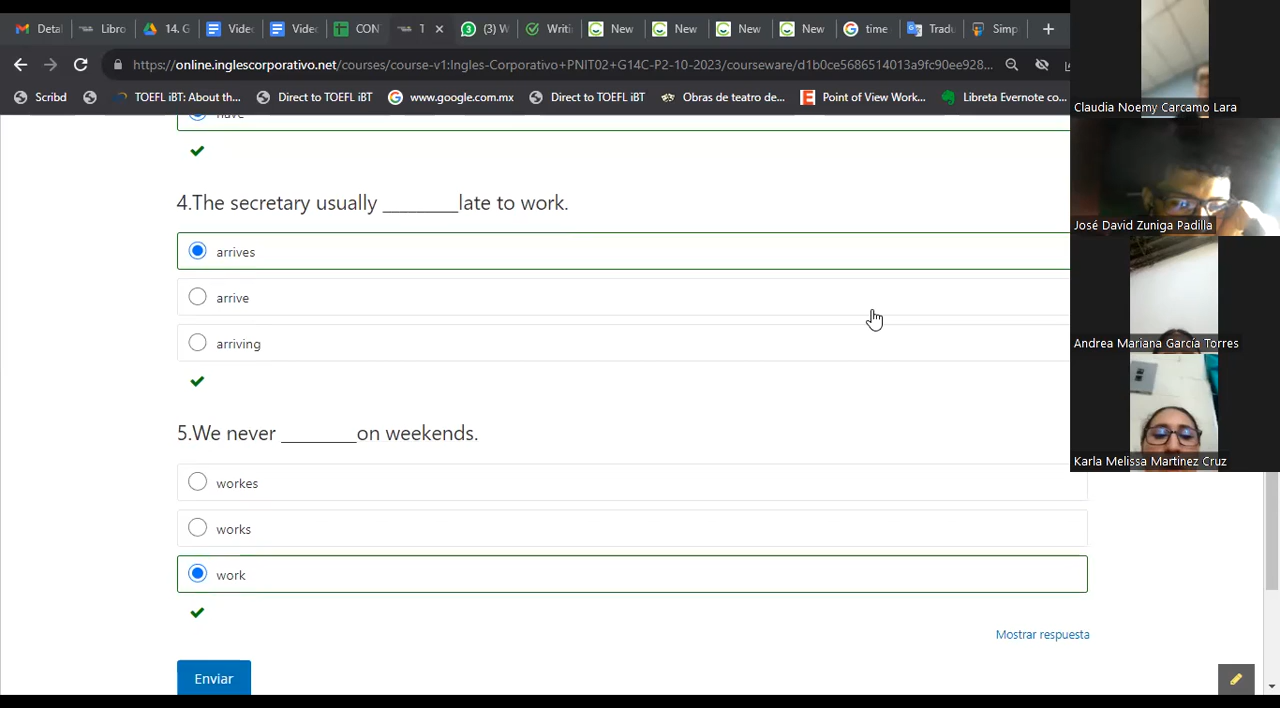 Detal
Libro
14. G
Vide
Vide
CON
T
(3) W
Writi
New
New
New
New
time
Tradu
Simp
https://online.inglescorporativo.net/courses/course-v1:Ingles-Corporativo+PNIT02+G14C-P2-10-2023/courseware/d1b0ce5686514013a9fc90ee928...
Scribd
TOEFL iBT: About th...
Direct to TOEFL iBT
www.google.com.mx
Direct to TOEFL iBT
Obras de teatro de...
Point of View Work...
Libreta Evernote co...
Claudia Noemy Carcamo Lara
José David Zuniga Padilla
Andrea Mariana García Torres
Karla Melissa Martinez Cruz
have
4.The secretary usually _________late to work.
arrives
arrive
arriving
5.We never ________on weekends.
workes
works
work
Mostrar respuesta
Enviar